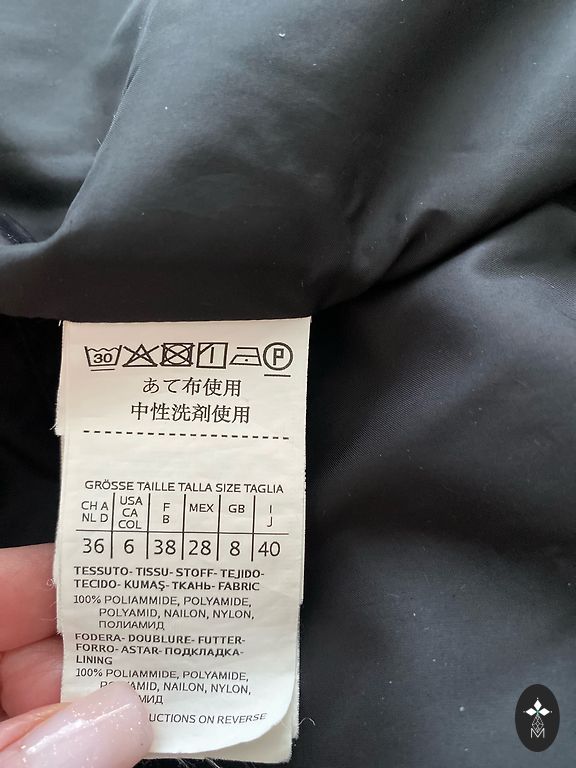 30 P
あて布使用
中性洗剤使用
GRÖSSE TAILLE TALLA SIZE TAGLIA
CH A NL D USA CA COL F B MEX GB I J
36 6 38 28 8 40
TESSUTO- TISSU- STOFF- TEJIDO-
TECIDO- KUMAŞ- ТКАНЬ- FABRIC
100% POLIAMMIDE, POLYAMIDE,
POLYAMID, NAILON, NYLON,
ПОЛИАМИД
FODERA- DOUBLURE- FUTTER-
FORRO- ASTAR- ПОДКЛАДКА-
LINING
100% POLIAMMIDE, POLYAMIDE,
POLYAMID, NAILON, NYLON,
ON REVERSE
M